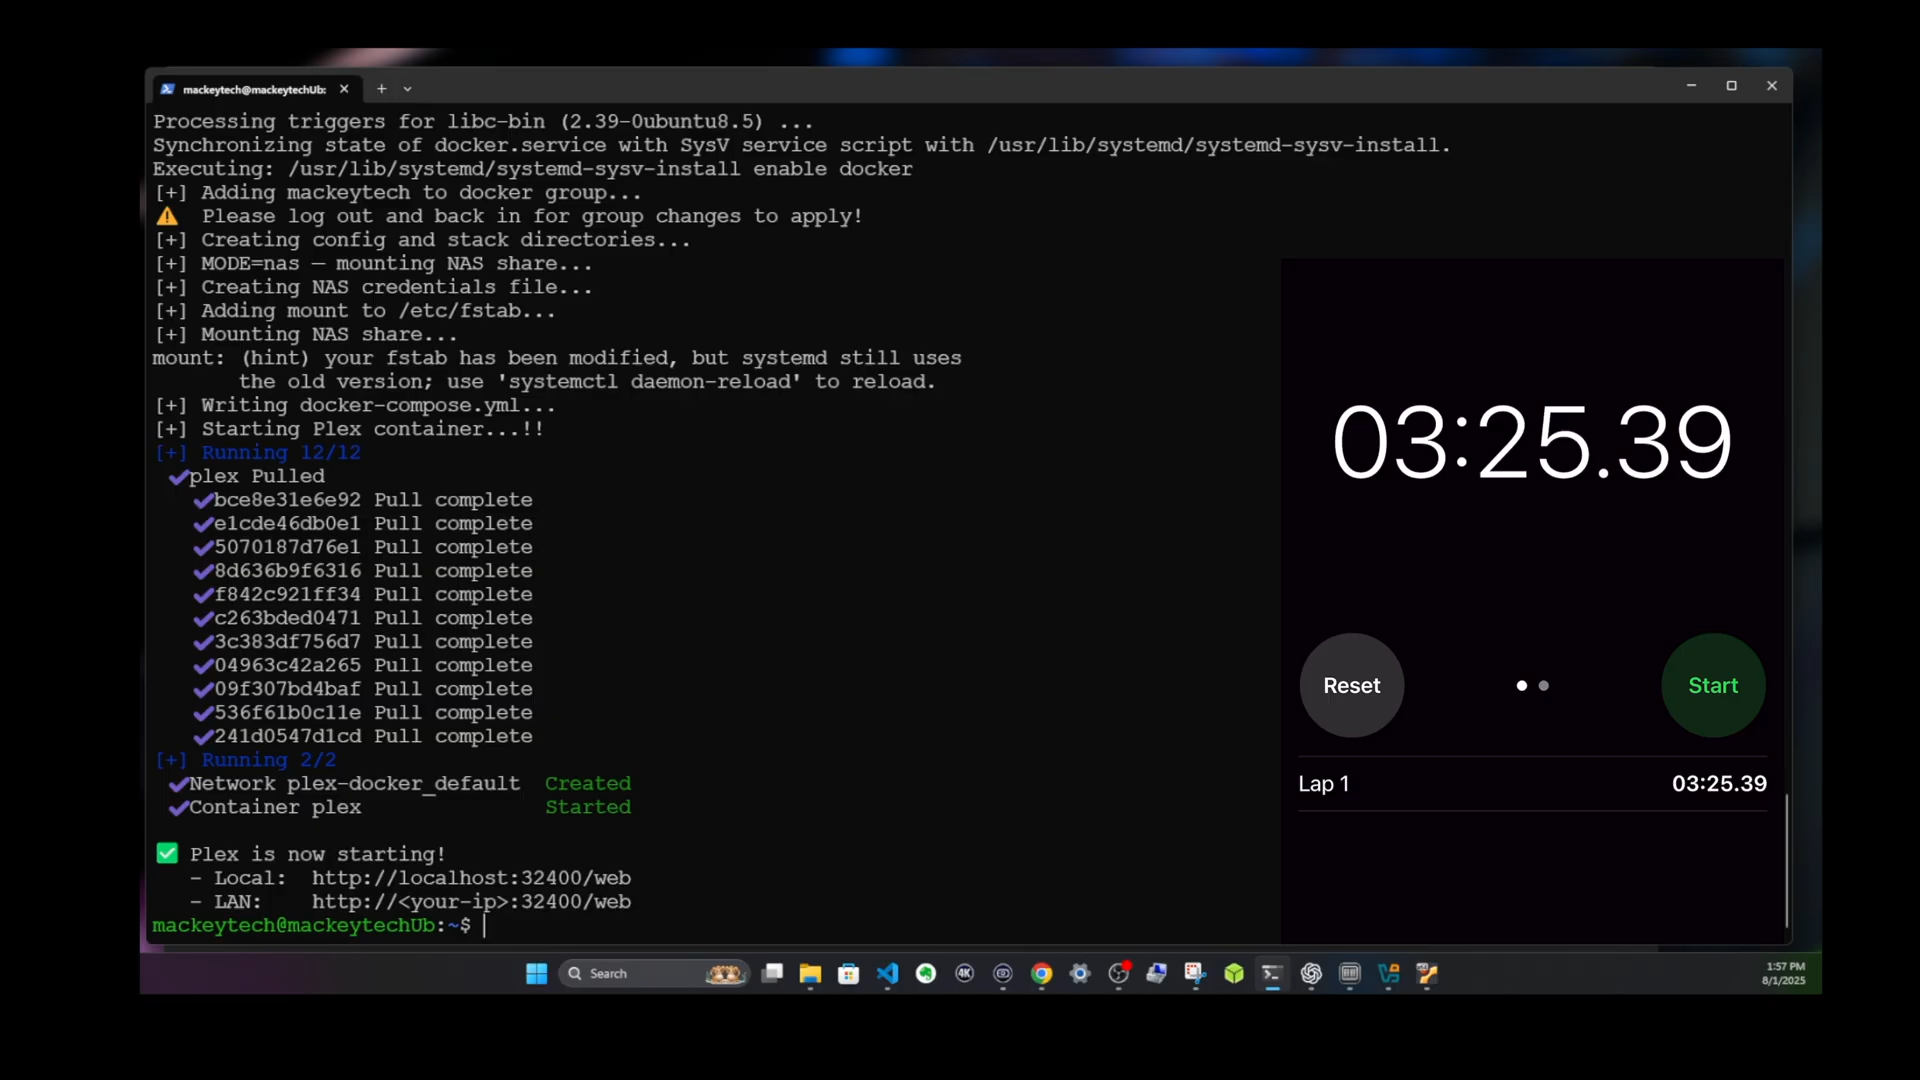 mackeytech@mackeytechUb:
Processing triggers for libc-bin (2.39-0ubuntu8.5) ...
Synchronizing state of docker.service with SysV service script with /usr/lib/systemd/systemd-sysv-install.
Executing: /usr/lib/systemd/systemd-sysv-install enable docker
[+] Adding mackeytech to docker group...
⚠️ Please log out and back in for group changes to apply!
[+] Creating config and stack directories...
[+] MODE=nas — mounting NAS share...
[+] Creating NAS credentials file...
[+] Adding mount to /etc/fstab...
[+] Mounting NAS share...
mount: (hint) your fstab has been modified, but systemd still uses
the old version; use 'systemctl daemon-reload' to reload.
[+] Writing docker-compose.yml...
[+] Starting Plex container...!!
[+] Running 12/12
✔plex Pulled
✔bce8e31e6e92 Pull complete
✔e1cde46db0e1 Pull complete
✔5070187d76e1 Pull complete
✔8d636b9f6316 Pull complete
✔f842c921ff34 Pull complete
✔c263bded0471 Pull complete
✔3c383df756d7 Pull complete
✔04963c42a265 Pull complete
✔09f307bd4baf Pull complete
✔536f61b0c11e Pull complete
✔241d0547d1cd Pull complete
[+] Running 2/2
✔Network plex-docker_default Created
✔Container plex Started
✅ Plex is now starting!
- Local: http://localhost:32400/web
- LAN: http://<your-ip>:32400/web
mackeytech@mackeytechUb:~$
03:25.39
Reset
Start
Lap 1 03:25.39
Search
4K
1:57 PM
8/1/2025